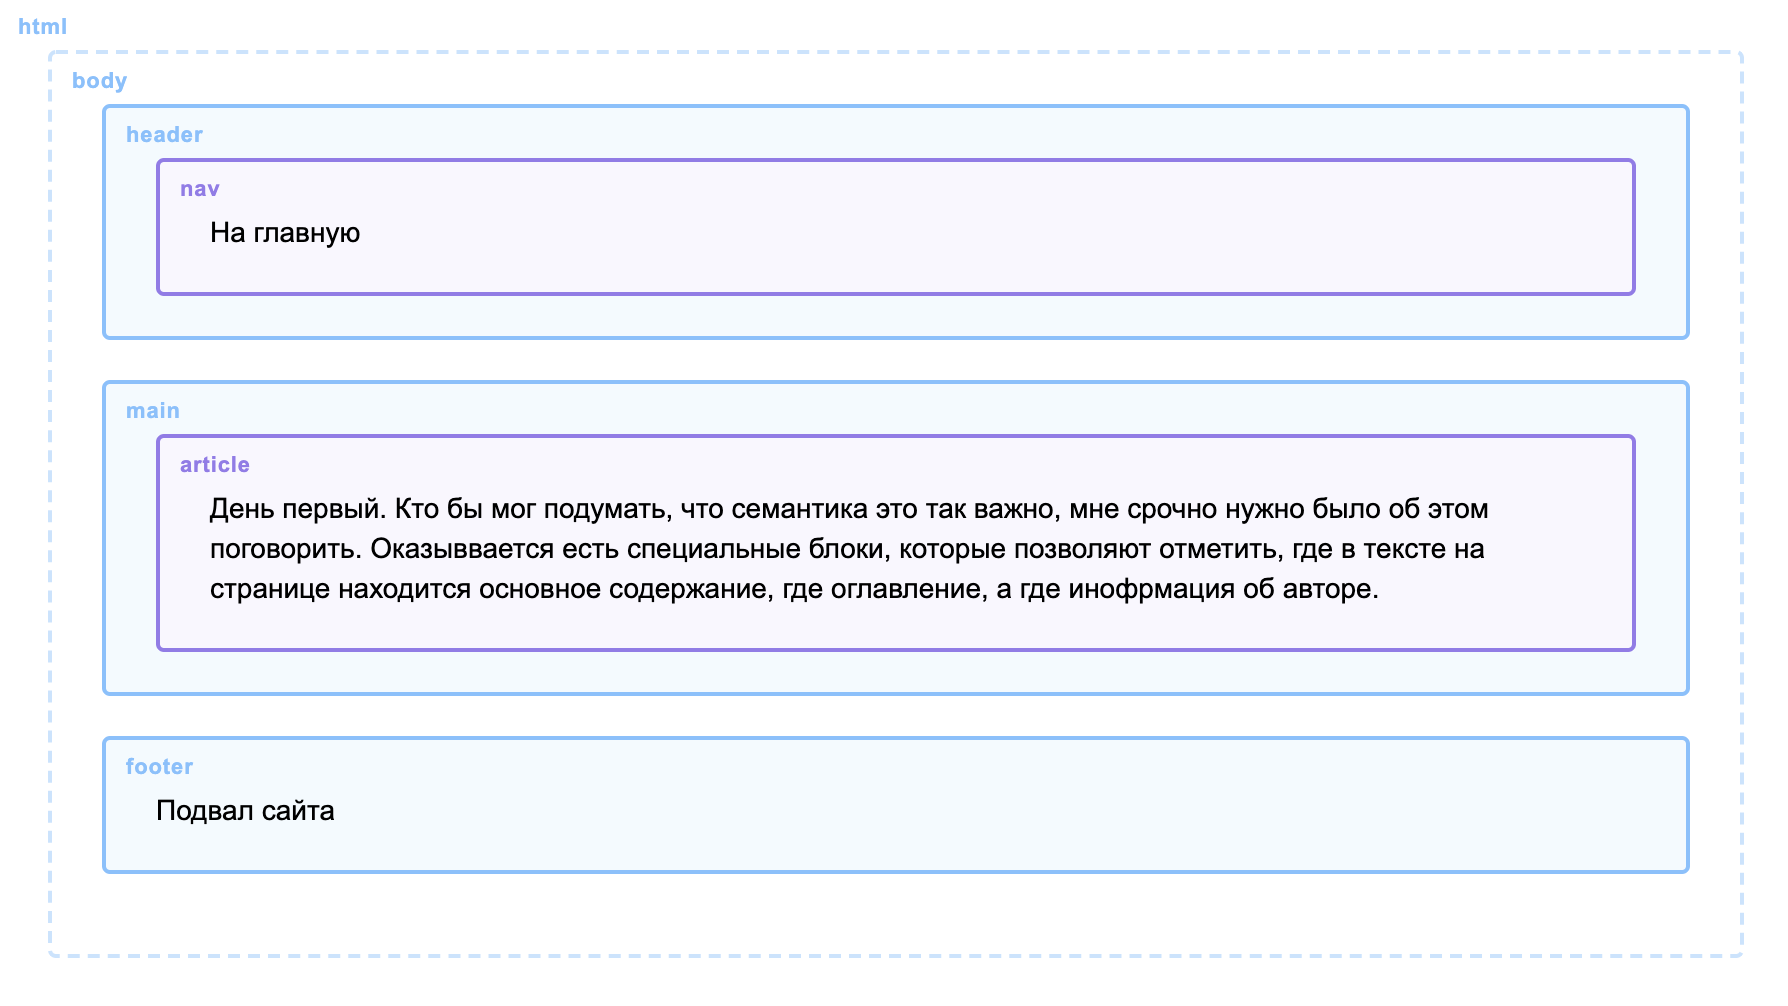 html
body
header
nav
На главную
main
article
День первый. Кто бы мог подумать, что семантика это так важно, мне срочно нужно было об этом
поговорить. Оказыввается есть специальные блоки, которые позволяют отметить, где в тексте на
странице находится основное содержание, где оглавление, а где инофрмация об авторе.
footer
Подвал сайта